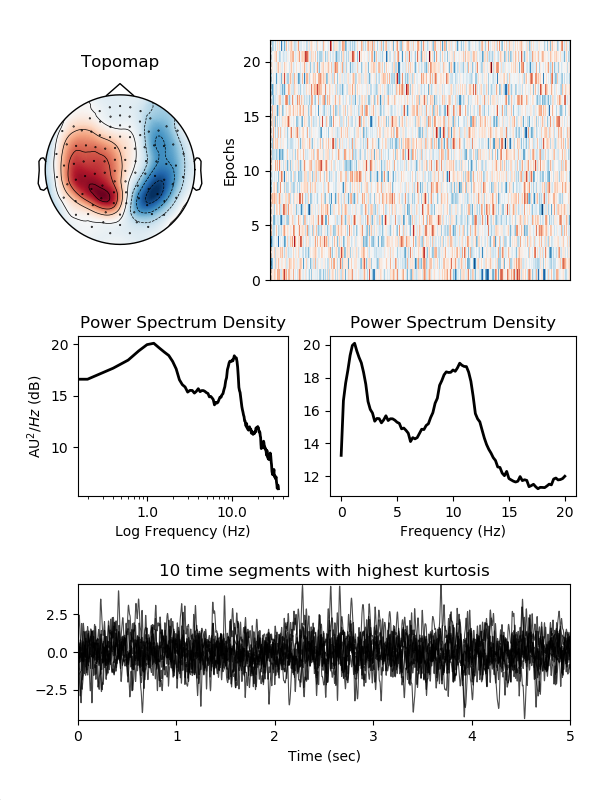 Topomap
Epochs
20
15
10
5
0
Power Spectrum Density
AU²/Hz (dB)
20
15
10
1.0 10.0
Log Frequency (Hz)
Power Spectrum Density
20
18
16
14
12
0 5 10 15 20
Frequency (Hz)
10 time segments with highest kurtosis
2.5
0.0
−2.5
0 1 2 3 4 5
Time (sec)